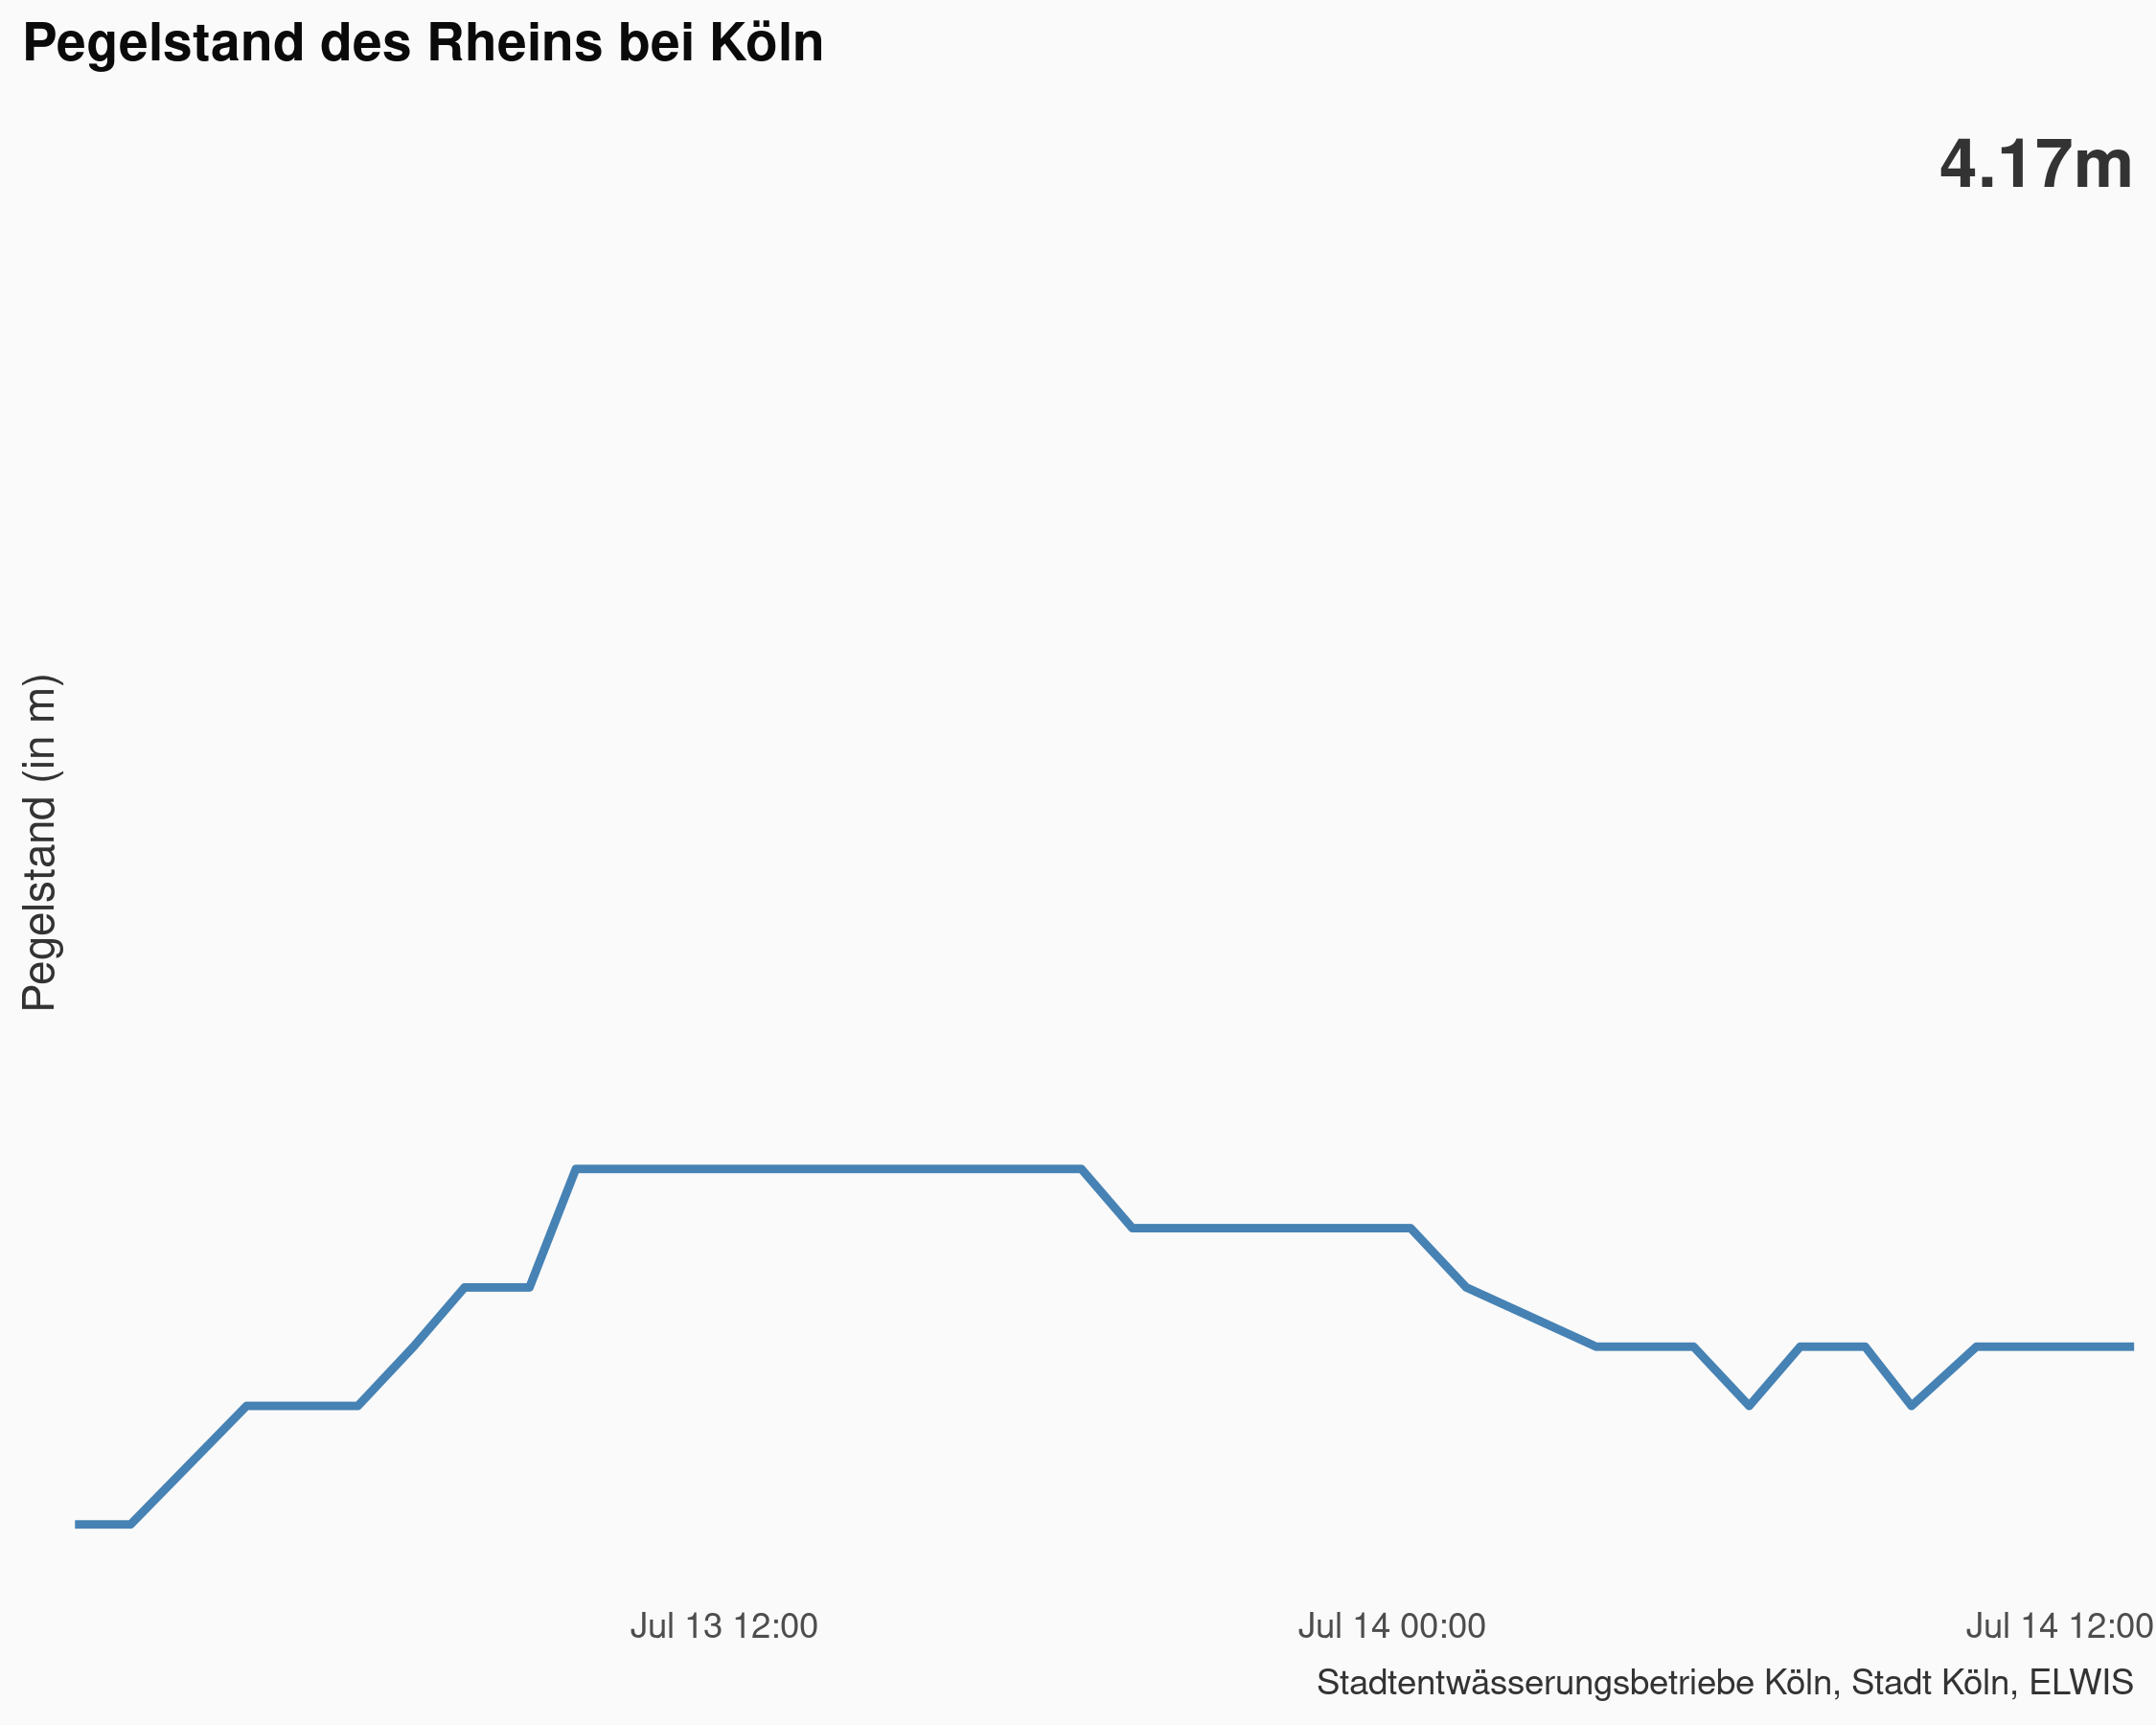 Pegelstand des Rheins bei Köln
4.17m
Pegelstand (in m)
Jul 13 12:00
Jul 14 00:00
Jul 14 12:00
Stadtentwässerungsbetriebe Köln, Stadt Köln, ELWIS